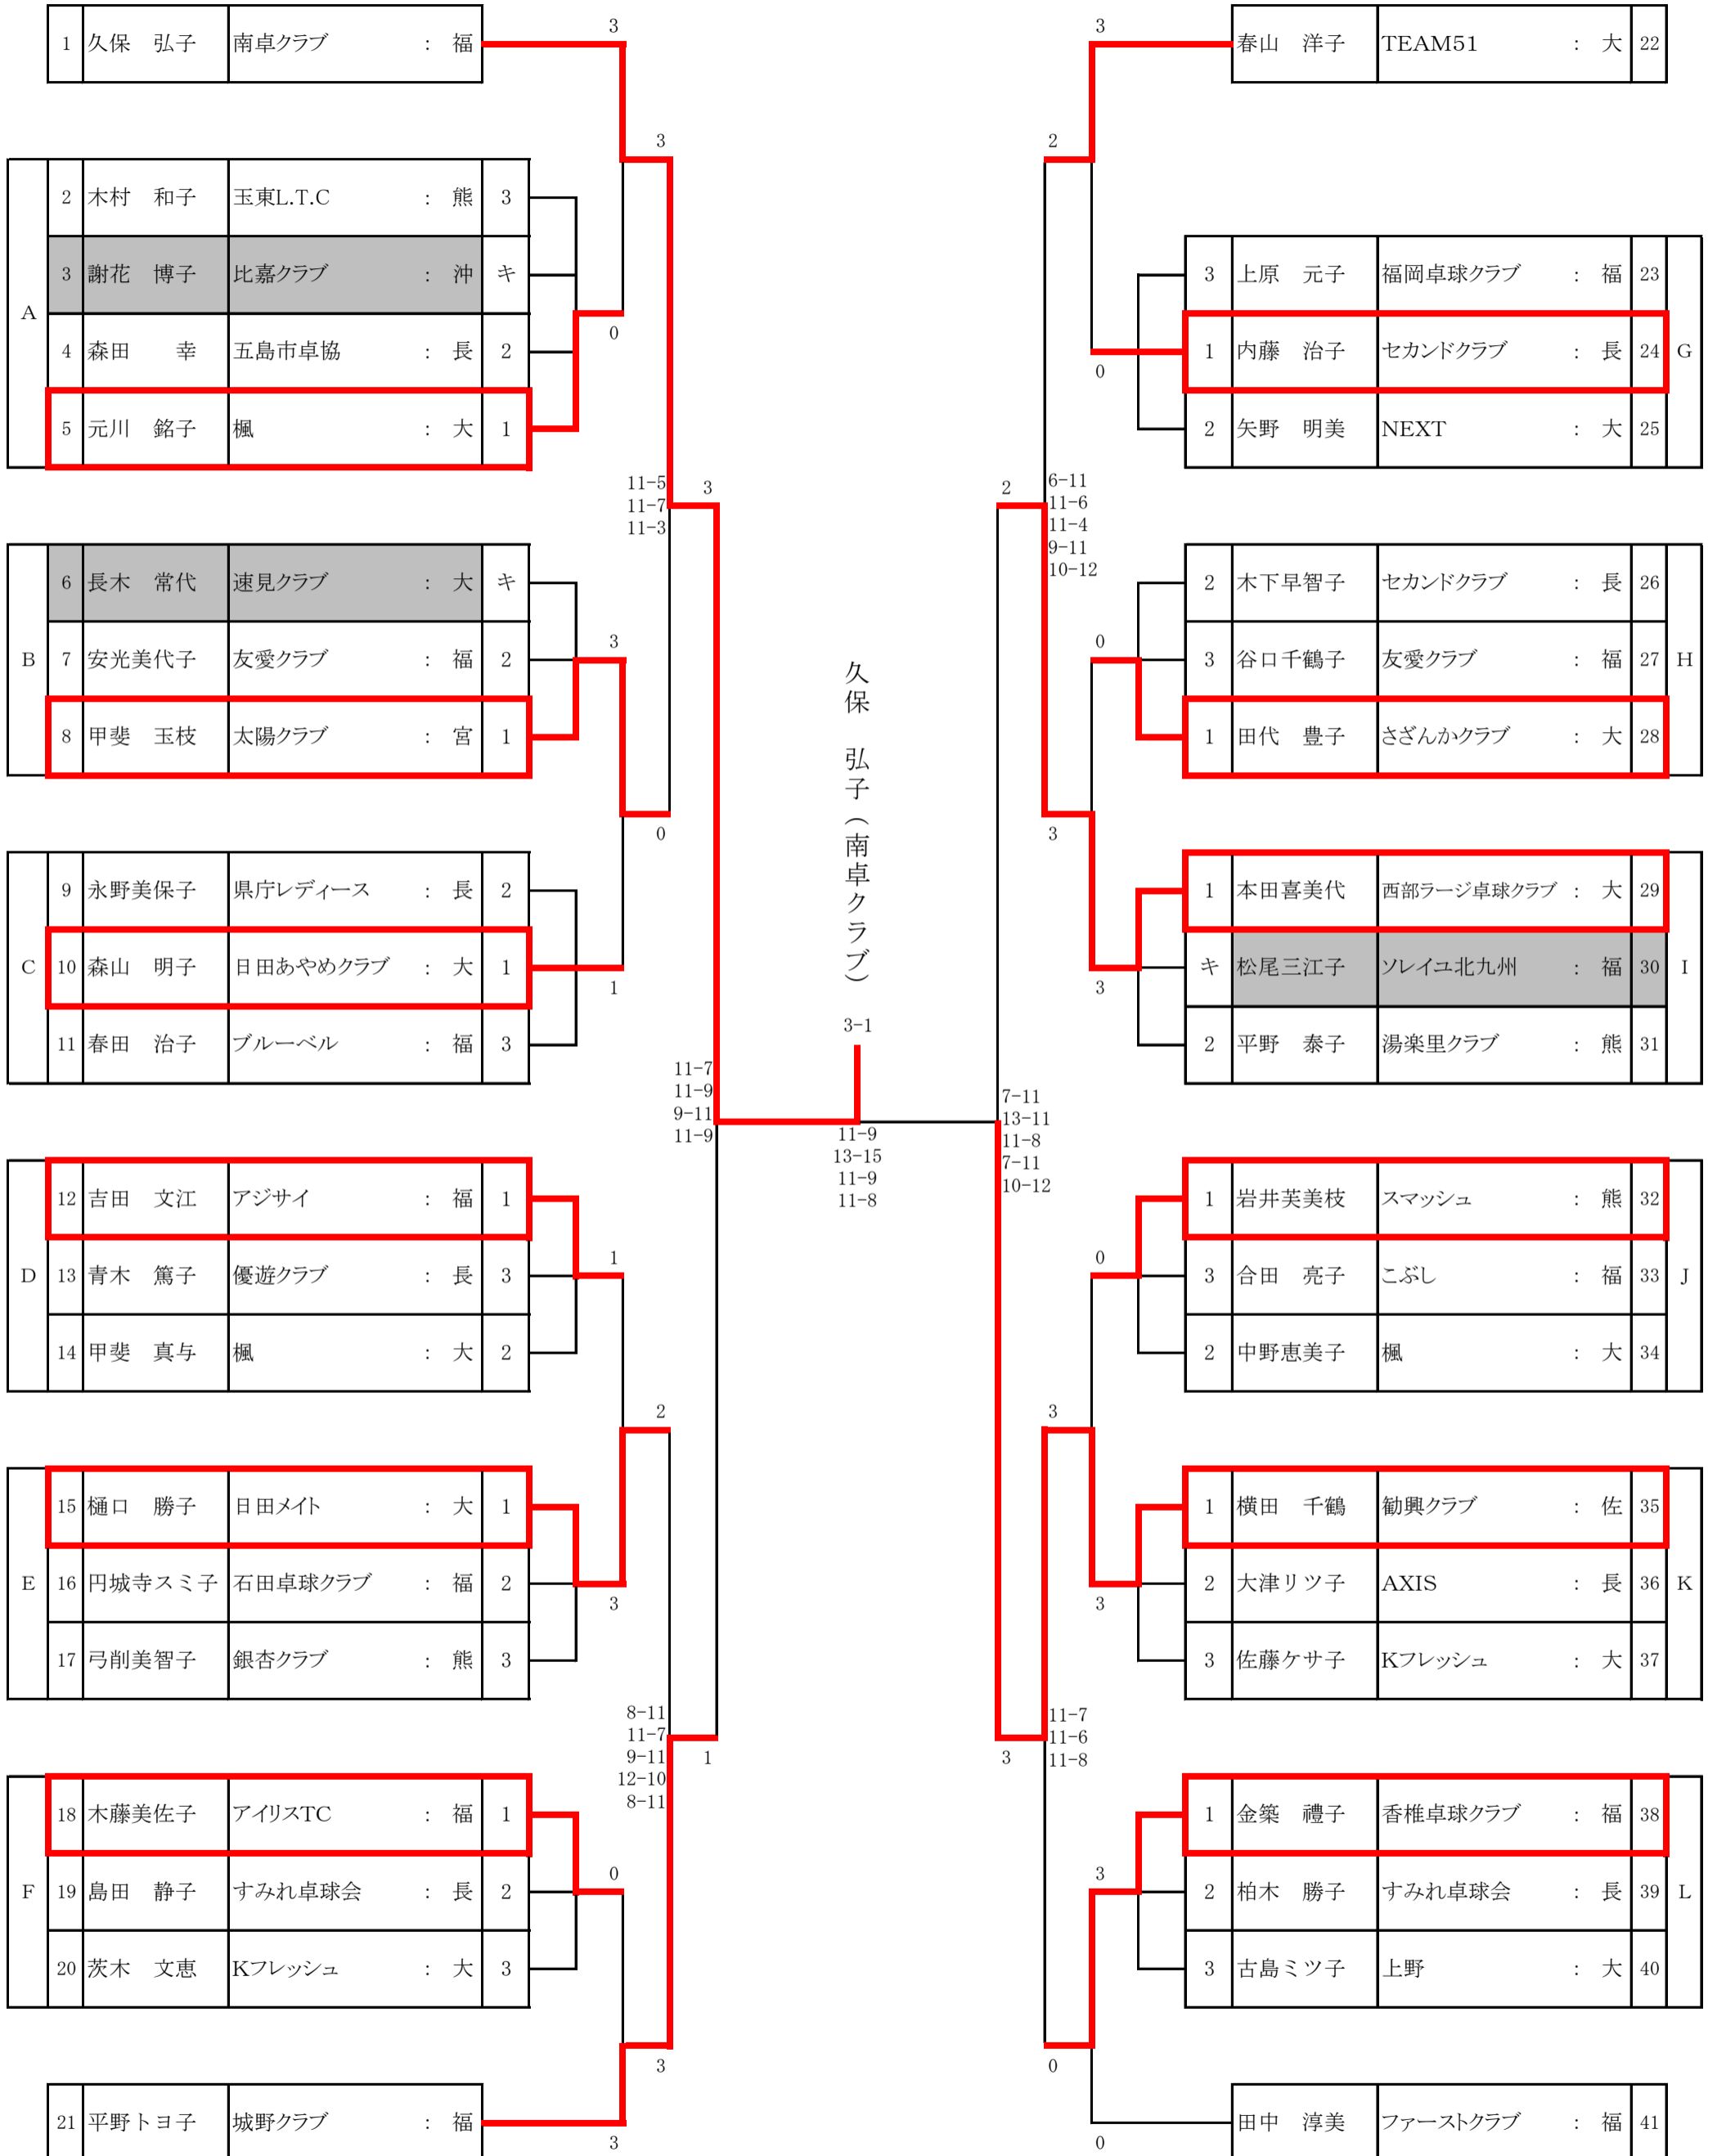 1 久保　弘子 南卓クラブ ： 福
A
2 木村　和子 玉東L.T.C ： 熊 3
3 謝花　博子 比嘉クラブ ： 沖 キ
4 森田　　幸 五島市卓協 ： 長 2
5 元川　銘子 楓 ： 大 1
B
6 長木　常代 速見クラブ ： 大 キ
7 安光美代子 友愛クラブ ： 福 2
8 甲斐　玉枝 太陽クラブ ： 宮 1
C
9 永野美保子 県庁レディース ： 長 2
10 森山　明子 日田あやめクラブ ： 大 1
11 春田　治子 ブルーベル ： 福 3
D
12 吉田　文江 アジサイ ： 福 1
13 青木　篤子 優遊クラブ ： 長 3
14 甲斐　真与 楓 ： 大 2
E
15 樋口　勝子 日田メイト ： 大 1
16 円城寺スミ子 石田卓球クラブ ： 福 2
17 弓削美智子 銀杏クラブ ： 熊 3
F
18 木藤美佐子 アイリスTC ： 福 1
19 島田　静子 すみれ卓球会 ： 長 2
20 茨木　文恵 Kフレッシュ ： 大 3
21 平野トヨ子 城野クラブ ： 福
3
0
3
1
1
3
0
3
3
0
2
3
11-5
11-7
11-3
3
8-11
11-7
9-11
12-10
8-11
1
11-7
11-9
9-11
11-9
久保　弘子（南卓クラブ）
3-1
11-9
13-15
11-9
11-8
7-11
13-11
11-8
7-11
10-12
2
6-11
11-6
11-4
9-11
10-12
3
11-7
11-6
11-8
2
3
3
0
3
0
0
3
0
3
3
0
春山　洋子 TEAM51 ： 大 22
3 上原　元子 福岡卓球クラブ ： 福 23
1 内藤　治子 セカンドクラブ ： 長 24
2 矢野　明美 NEXT ： 大 25
G
2 木下早智子 セカンドクラブ ： 長 26
3 谷口千鶴子 友愛クラブ ： 福 27
1 田代　豊子 さざんかクラブ ： 大 28
H
1 本田喜美代 西部ラージ卓球クラブ ： 大 29
キ 松尾三江子 ソレイユ北九州 ： 福 30
2 平野　泰子 湯楽里クラブ ： 熊 31
I
1 岩井芙美枝 スマッシュ ： 熊 32
3 合田　亮子 こぶし ： 福 33
2 中野恵美子 楓 ： 大 34
J
1 横田　千鶴 勧興クラブ ： 佐 35
2 大津リツ子 AXIS ： 長 36
3 佐藤ケサ子 Kフレッシュ ： 大 37
K
1 金築　禮子 香椎卓球クラブ ： 福 38
2 柏木　勝子 すみれ卓球会 ： 長 39
3 古島ミツ子 上野 ： 大 40
L
田中　淳美 ファーストクラブ ： 福 41